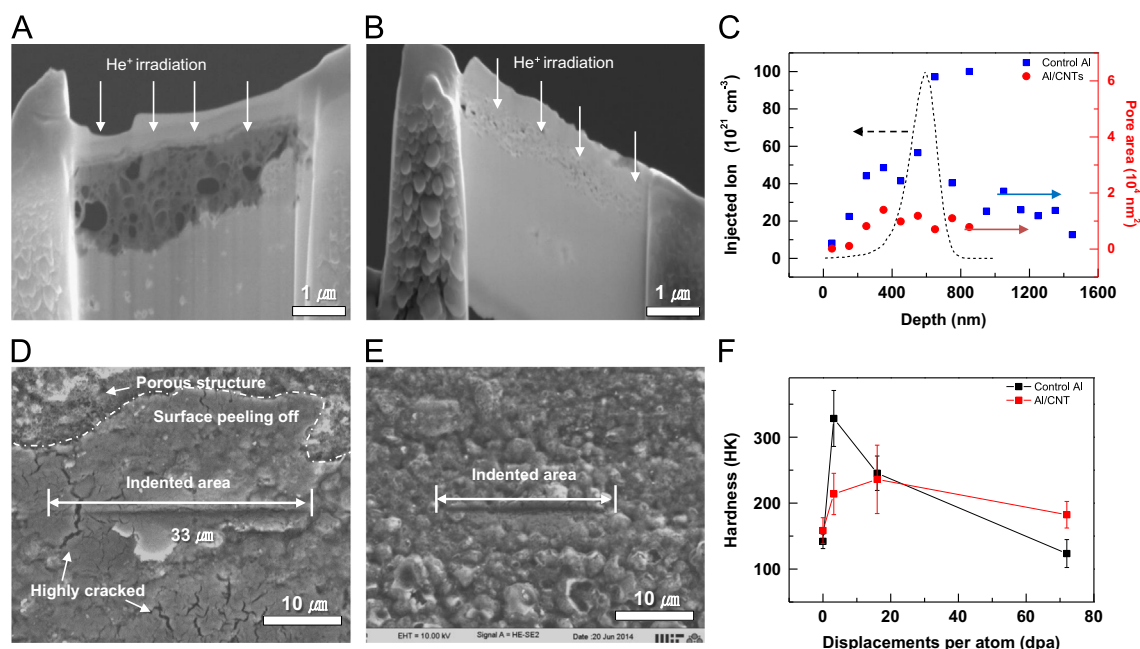 A
He⁺ irradiation
1 ㎛
B
He⁺ irradiation
1 ㎛
C
Control Al
Al/CNTs
Injected Ion (10²¹ cm⁻³)
100
80
60
40
20
0
Pore area (10⁴ nm²)
6
4
2
0
0 400 800 1200 1600
Depth (nm)
D
Porous structure
Surface peeling off
Indented area
33 ㎛
Highly cracked
10 ㎛
E
Indented area
10 ㎛
EHT = 10.00 kV Signal A = HE-SE2 Date :20 Jun 2014
F
Control Al
Al/CNT
Hardness (HK)
300
200
100
0 20 40 60 80
Displacements per atom (dpa)